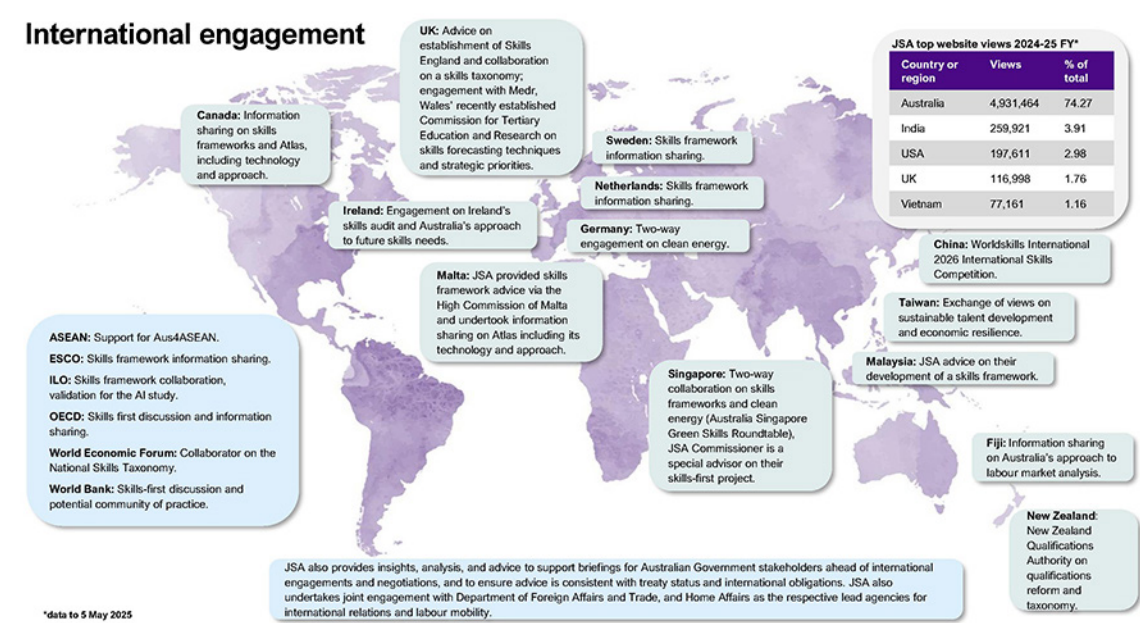 International engagement
UK: Advice on
establishment of Skills
England and collaboration
on a skills taxonomy;
engagement with Medr,
Wales' recently established
Commission for Tertiary
Education and Research on
skills forecasting techniques
and strategic priorities.
JSA top website views 2024-25 FY*
Country or region Views % of total
Australia 4,931,464 74.27
India 259,921 3.91
USA 197,611 2.98
UK 116,998 1.76
Vietnam 77,161 1.16
Canada: Information
sharing on skills
frameworks and Atlas,
including technology
and approach.
Sweden: Skills framework
information sharing.
Netherlands: Skills framework
information sharing.
Ireland: Engagement on Ireland's
skills audit and Australia's approach
to future skills needs.
Germany: Two-way
engagement on clean energy.
China: Worldskills International
2026 International Skills
Competition.
Malta: JSA provided skills
framework advice via the
High Commission of Malta
and undertook information
sharing on Atlas including its
technology and approach.
Taiwan: Exchange of views on
sustainable talent development
and economic resilience.
ASEAN: Support for Aus4ASEAN.
ESCO: Skills framework information sharing.
ILO: Skills framework collaboration,
validation for the AI study.
OECD: Skills first discussion and information
sharing.
World Economic Forum: Collaborator on the
National Skills Taxonomy.
World Bank: Skills-first discussion and
potential community of practice.
Malaysia: JSA advice on their
development of a skills framework.
Singapore: Two-way
collaboration on skills
frameworks and clean
energy (Australia Singapore
Green Skills Roundtable),
JSA Commissioner is a
special advisor on their
skills-first project.
Fiji: Information sharing
on Australia's approach to
labour market analysis.
New Zealand:
New Zealand
Qualifications
Authority on
qualifications
reform and
taxonomy.
JSA also provides insights, analysis, and advice to support briefings for Australian Government stakeholders ahead of international
engagements and negotiations, and to ensure advice is consistent with treaty status and international obligations. JSA also
undertakes joint engagement with Department of Foreign Affairs and Trade, and Home Affairs as the respective lead agencies for
international relations and labour mobility.
*data to 5 May 2025